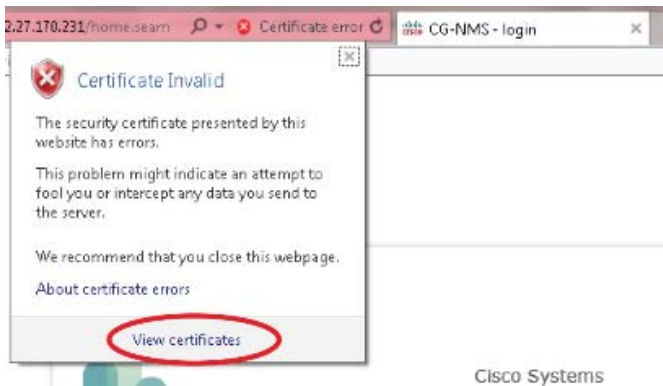 2.27.170.231/home.seam Certificate error CG-NMS - login
Certificate Invalid
The security certificate presented by this
website has errors.
This problem might indicate an attempt to
fool you or intercept any data you send to
the server.
We recommend that you close this webpage.
About certificate errors
View certificates
Cisco Systems